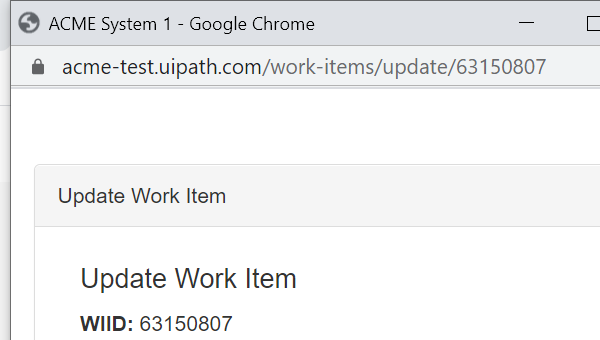 ACME System 1 - Google Chrome
acme-test.uipath.com/work-items/update/63150807
Update Work Item
Update Work Item
WIID: 63150807